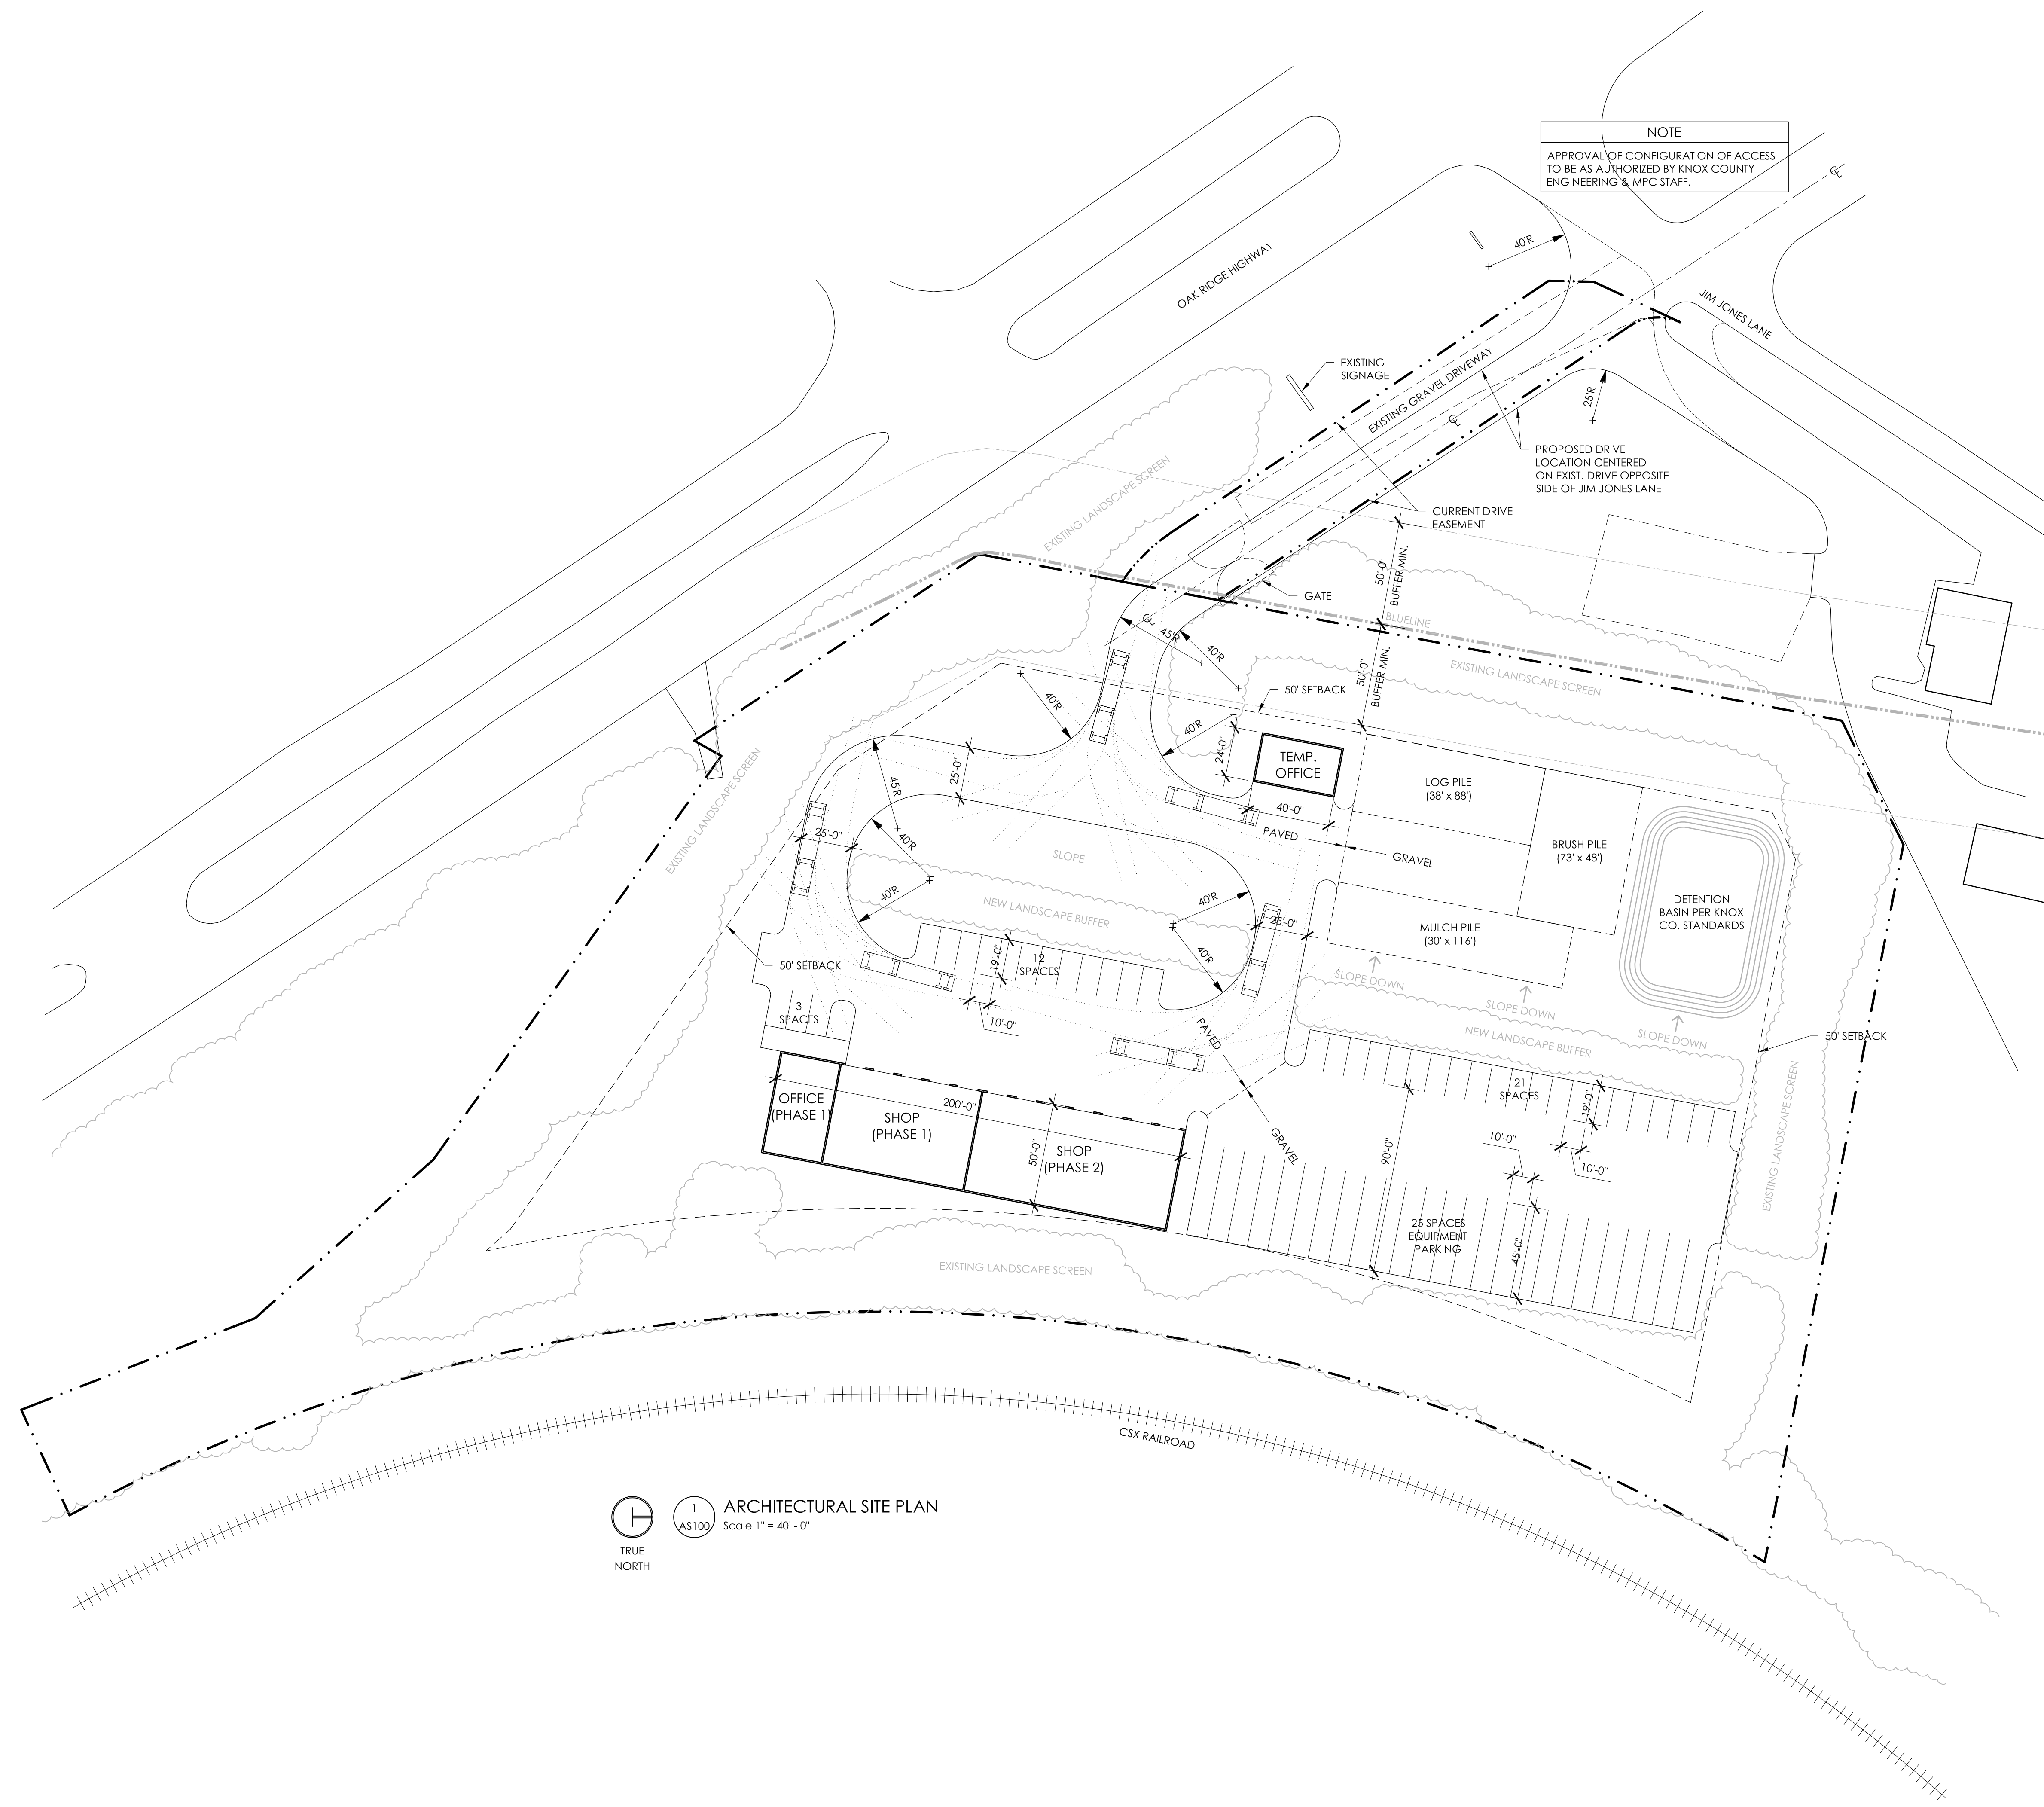 NOTE
APPROVAL OF CONFIGURATION OF ACCESS
TO BE AS AUTHORIZED BY KNOX COUNTY
ENGINEERING & MPC STAFF.
℄
40'R
OAK RIDGE HIGHWAY
JIM JONES LANE
EXISTING
SIGNAGE
EXISTING GRAVEL DRIVEWAY
25'R
℄
PROPOSED DRIVE
LOCATION CENTERED
ON EXIST. DRIVE OPPOSITE
SIDE OF JIM JONES LANE
EXISTING LANDSCAPE SCREEN
CURRENT DRIVE
EASEMENT
50'-0"
BUFFER MIN.
GATE
BLUELINE
℄
45'R
40'R
50'-0"
BUFFER MIN.
EXISTING LANDSCAPE SCREEN
50' SETBACK
40'R
40'R
24'-0"
TEMP.
OFFICE
25'-0"
45'R
EXISTING LANDSCAPE SCREEN
LOG PILE
(38' x 88')
40'-0"
PAVED
GRAVEL
25'-0"
40'R
BRUSH PILE
(73' x 48')
SLOPE
40'R
40'R
NEW LANDSCAPE BUFFER
25'-0"
DETENTION
BASIN PER KNOX
CO. STANDARDS
MULCH PILE
(30' x 116')
50' SETBACK
19'-0"
12
SPACES
40'R
SLOPE DOWN
SLOPE DOWN
SLOPE DOWN
3
SPACES
10'-0"
PAVED
NEW LANDSCAPE BUFFER
50' SETBACK
OFFICE
(PHASE 1)
200'-0"
SHOP
(PHASE 1)
50'-0"
SHOP
(PHASE 2)
GRAVEL
21
SPACES
19'-0"
10'-0"
10'-0"
90'-0"
EXISTING LANDSCAPE SCREEN
25 SPACES
EQUIPMENT
PARKING
45'-0"
EXISTING LANDSCAPE SCREEN
CSX RAILROAD
1
AS100
ARCHITECTURAL SITE PLAN
Scale 1" = 40' - 0"
TRUE
NORTH